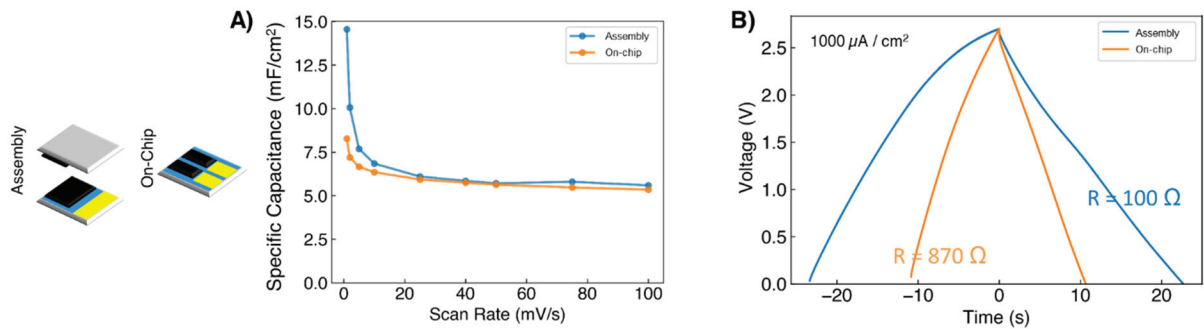 Assembly
On-Chip
A)
Specific Capacitance (mF/cm²)
15.0
12.5
10.0
7.5
5.0
2.5
0.0
0
20
40
60
80
100
Scan Rate (mV/s)
Assembly
On-chip
B)
Voltage (V)
2.5
2.0
1.5
1.0
0.5
0.0
−20
−10
0
10
20
Time (s)
1000 µA / cm²
Assembly
On-chip
R = 100 Ω
R = 870 Ω